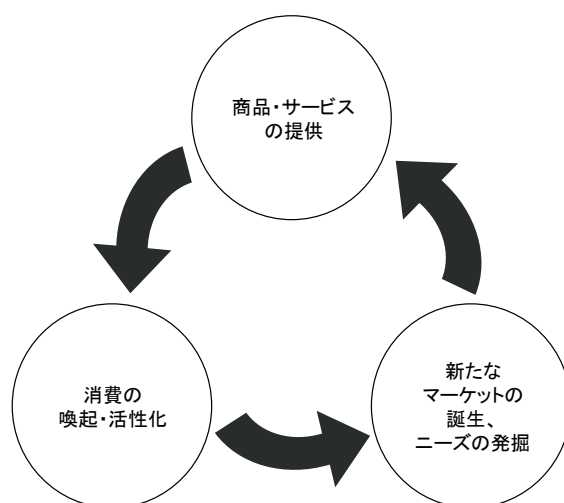 商品・サービス
の提供
消費の
喚起・活性化
新たな
マーケットの
誕生、
ニーズの発掘